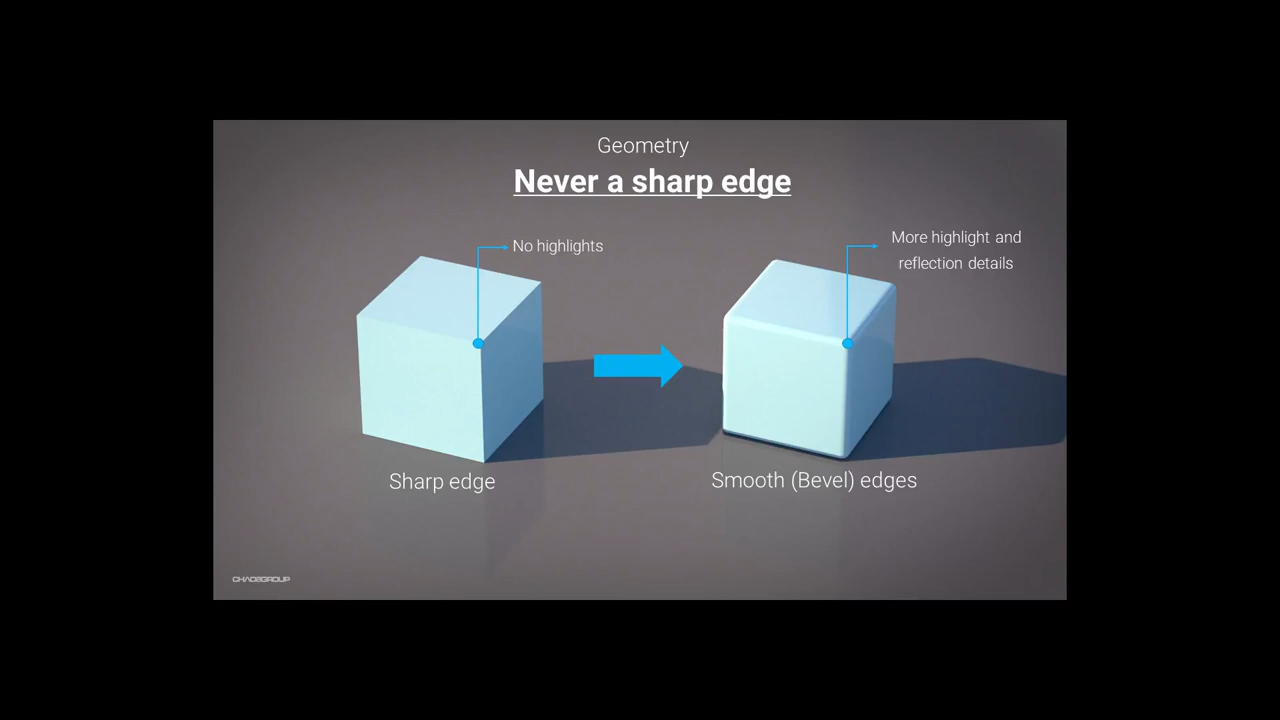 Geometry
Never a sharp edge
No highlights
More highlight and
reflection details
Sharp edge
Smooth (Bevel) edges
CHAOSGROUP